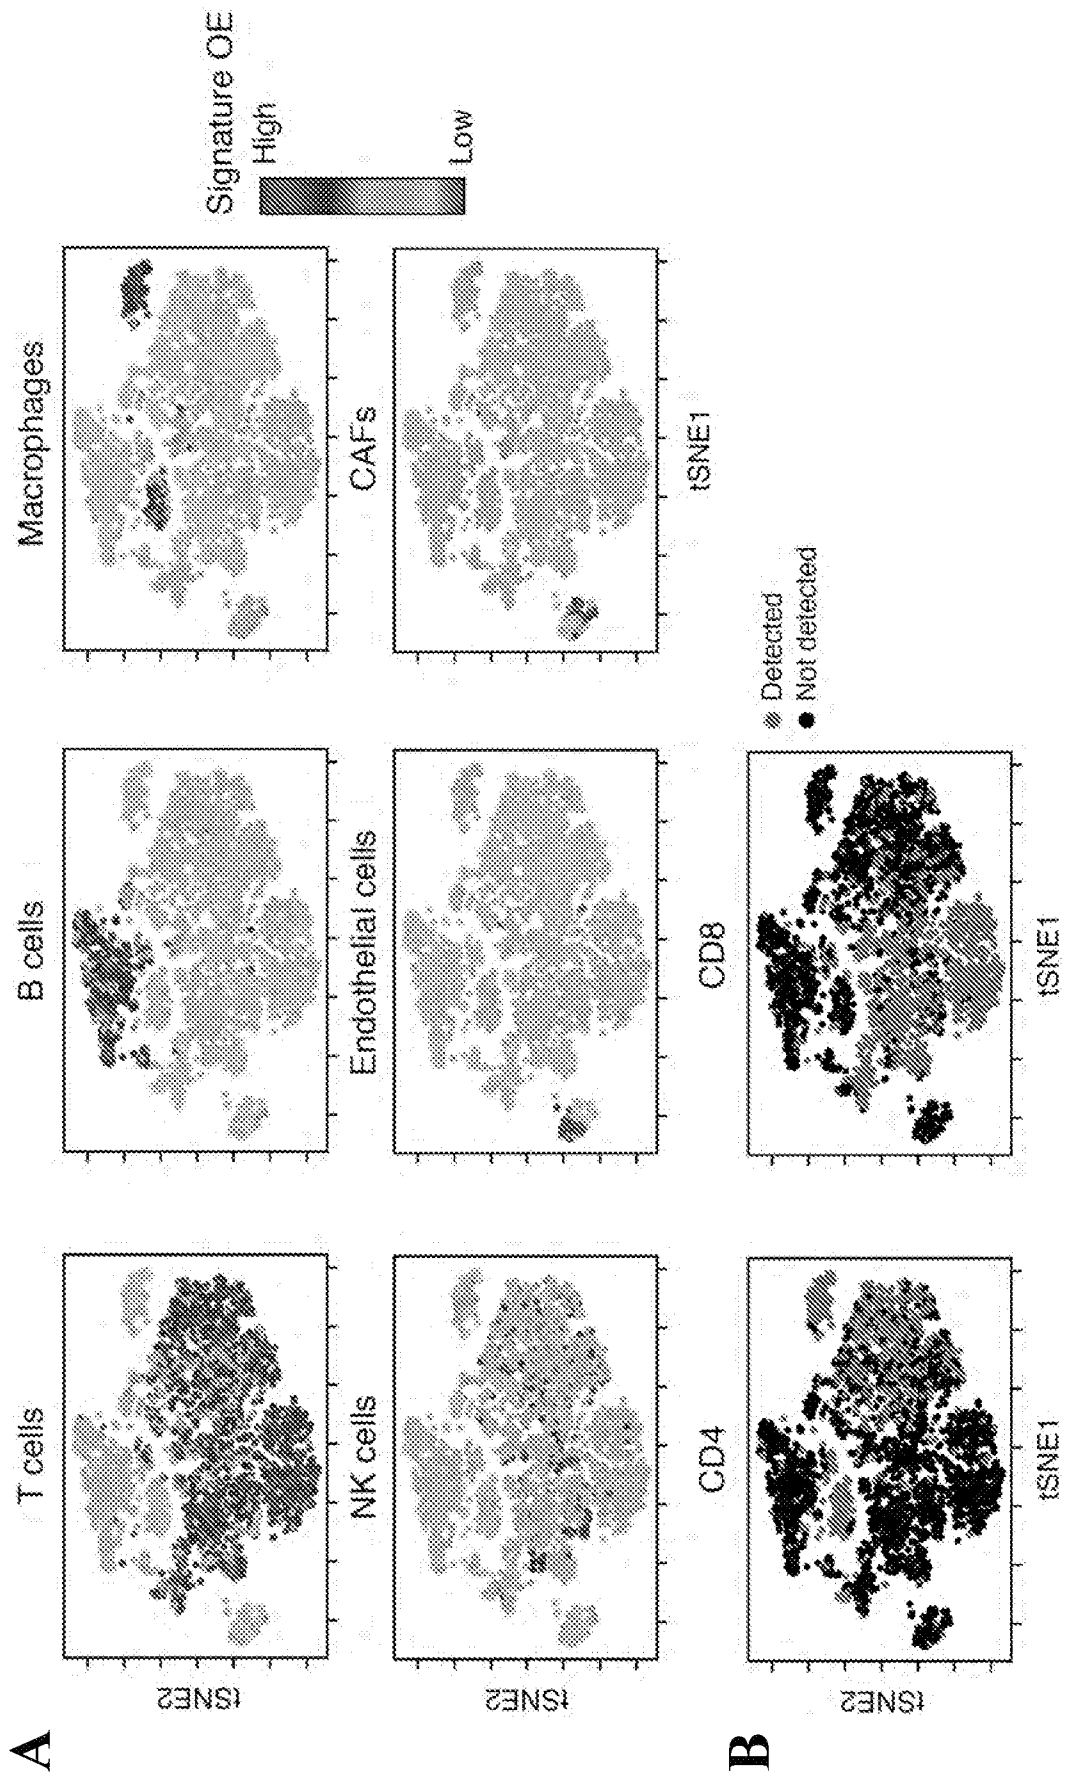 A
T cells
B cells
Macrophages
Signature OE
High
Low
tSNE2
NK cells
Endothelial cells
CAFs
tSNE2
tSNE1
B
CD4
CD8
Detected
Not detected
tSNE2
tSNE1
tSNE1